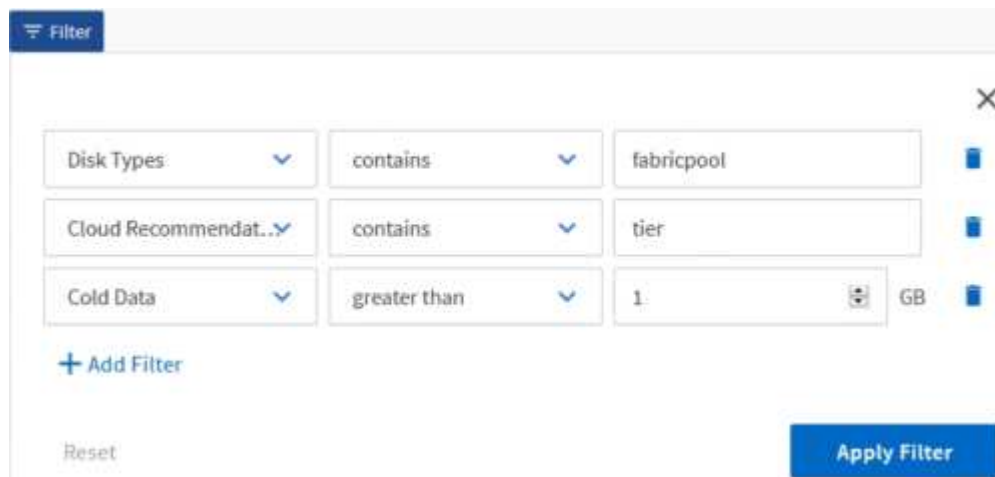 Filter
Disk Types contains fabricpool
Cloud Recommendat... contains tier
Cold Data greater than 1 GB
+ Add Filter
Reset Apply Filter